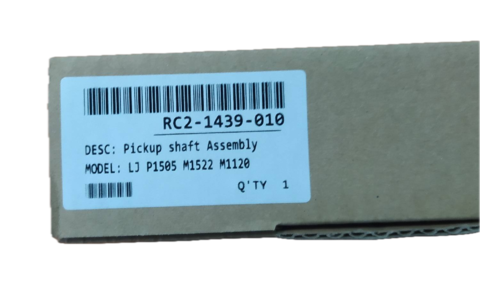 RC2-1439-010
DESC: Pickup shaft Assembly
MODEL: LJ P1505 M1522 M1120
Q'TY 1